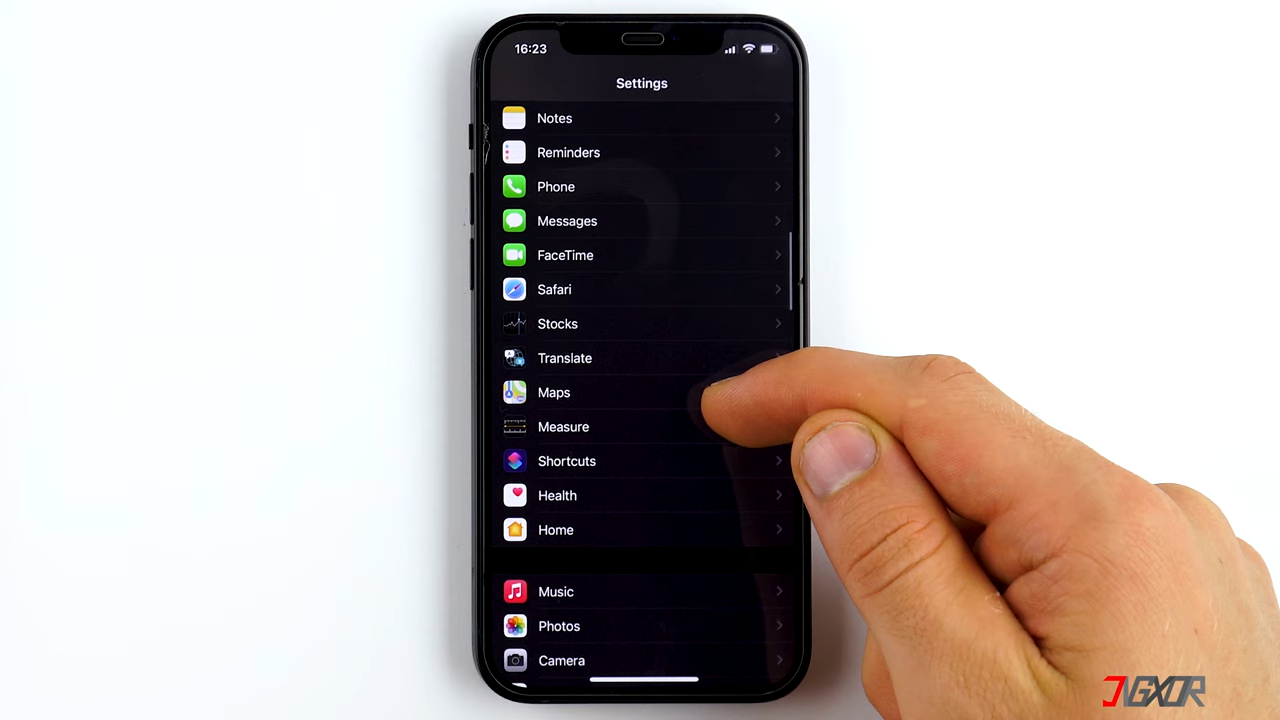 16:23
Settings
Notes
Reminders
Phone
Messages
FaceTime
Safari
Stocks
Translate
Maps
Measure
Shortcuts
Health
Home
Music
Photos
Camera
JIGXOR